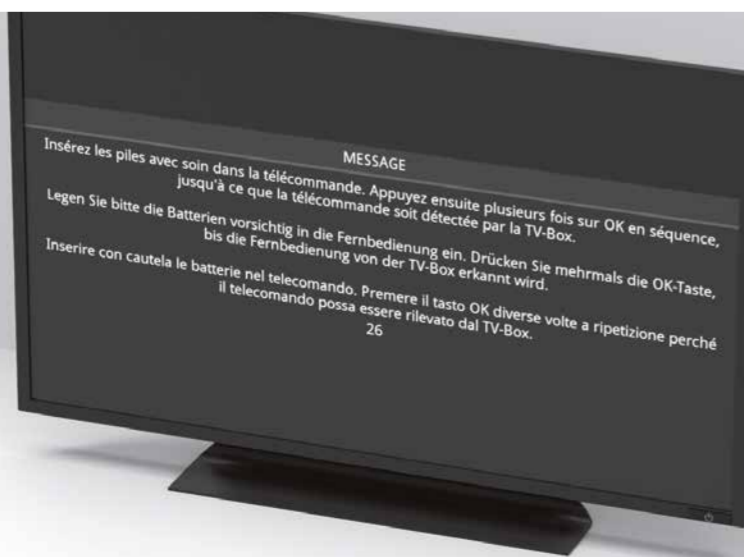 MESSAGE
Insérez les piles avec soin dans la télécommande. Appuyez ensuite plusieurs fois sur OK en séquence,
jusqu'à ce que la télécommande soit détectée par la TV-Box.
Legen Sie bitte die Batterien vorsichtig in die Fernbedienung ein. Drücken Sie mehrmals die OK-Taste,
bis die Fernbedienung von der TV-Box erkannt wird.
Inserire con cautela le batterie nel telecomando. Premere il tasto OK diverse volte a ripetizione perché
il telecomando possa essere rilevato dal TV-Box.
26